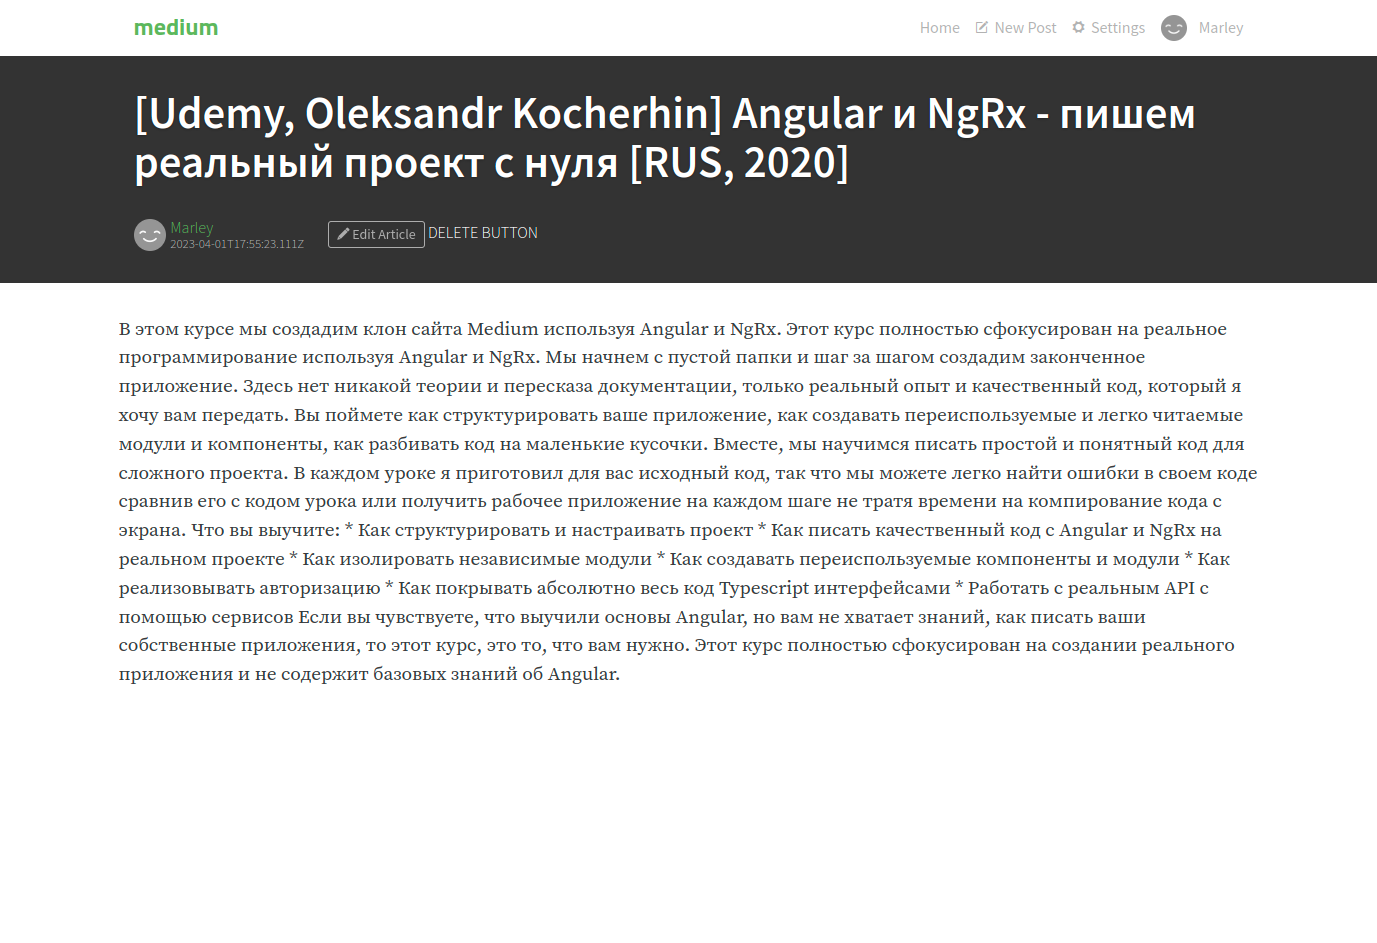 medium
Home New Post Settings Marley
[Udemy, Oleksandr Kocherhin] Angular и NgRx - пишем
реальный проект с нуля [RUS, 2020]
Marley
2023-04-01T17:55:23.111Z
Edit Article DELETE BUTTON
В этом курсе мы создадим клон сайта Medium используя Angular и NgRx. Этот курс полностью сфокусирован на реальное
программирование используя Angular и NgRx. Мы начнем с пустой папки и шаг за шагом создадим законченное
приложение. Здесь нет никакой теории и пересказа документации, только реальный опыт и качественный код, который я
хочу вам передать. Вы поймете как структурировать ваше приложение, как создавать переиспользуемые и легко читаемые
модули и компоненты, как разбивать код на маленькие кусочки. Вместе, мы научимся писать простой и понятный код для
сложного проекта. В каждом уроке я приготовил для вас исходный код, так что мы можете легко найти ошибки в своем коде
сравнив его с кодом урока или получить рабочее приложение на каждом шаге не тратя времени на компирование кода с
экрана. Что вы выучите: * Как структурировать и настраивать проект * Как писать качественный код с Angular и NgRx на
реальном проекте * Как изолировать независимые модули * Как создавать переиспользуемые компоненты и модули * Как
реализовывать авторизацию * Как покрывать абсолютно весь код Typescript интерфейсами * Работать с реальным API с
помощью сервисов Если вы чувствуете, что выучили основы Angular, но вам не хватает знаний, как писать ваши
собственные приложения, то этот курс, это то, что вам нужно. Этот курс полностью сфокусирован на создании реального
приложения и не содержит базовых знаний об Angular.